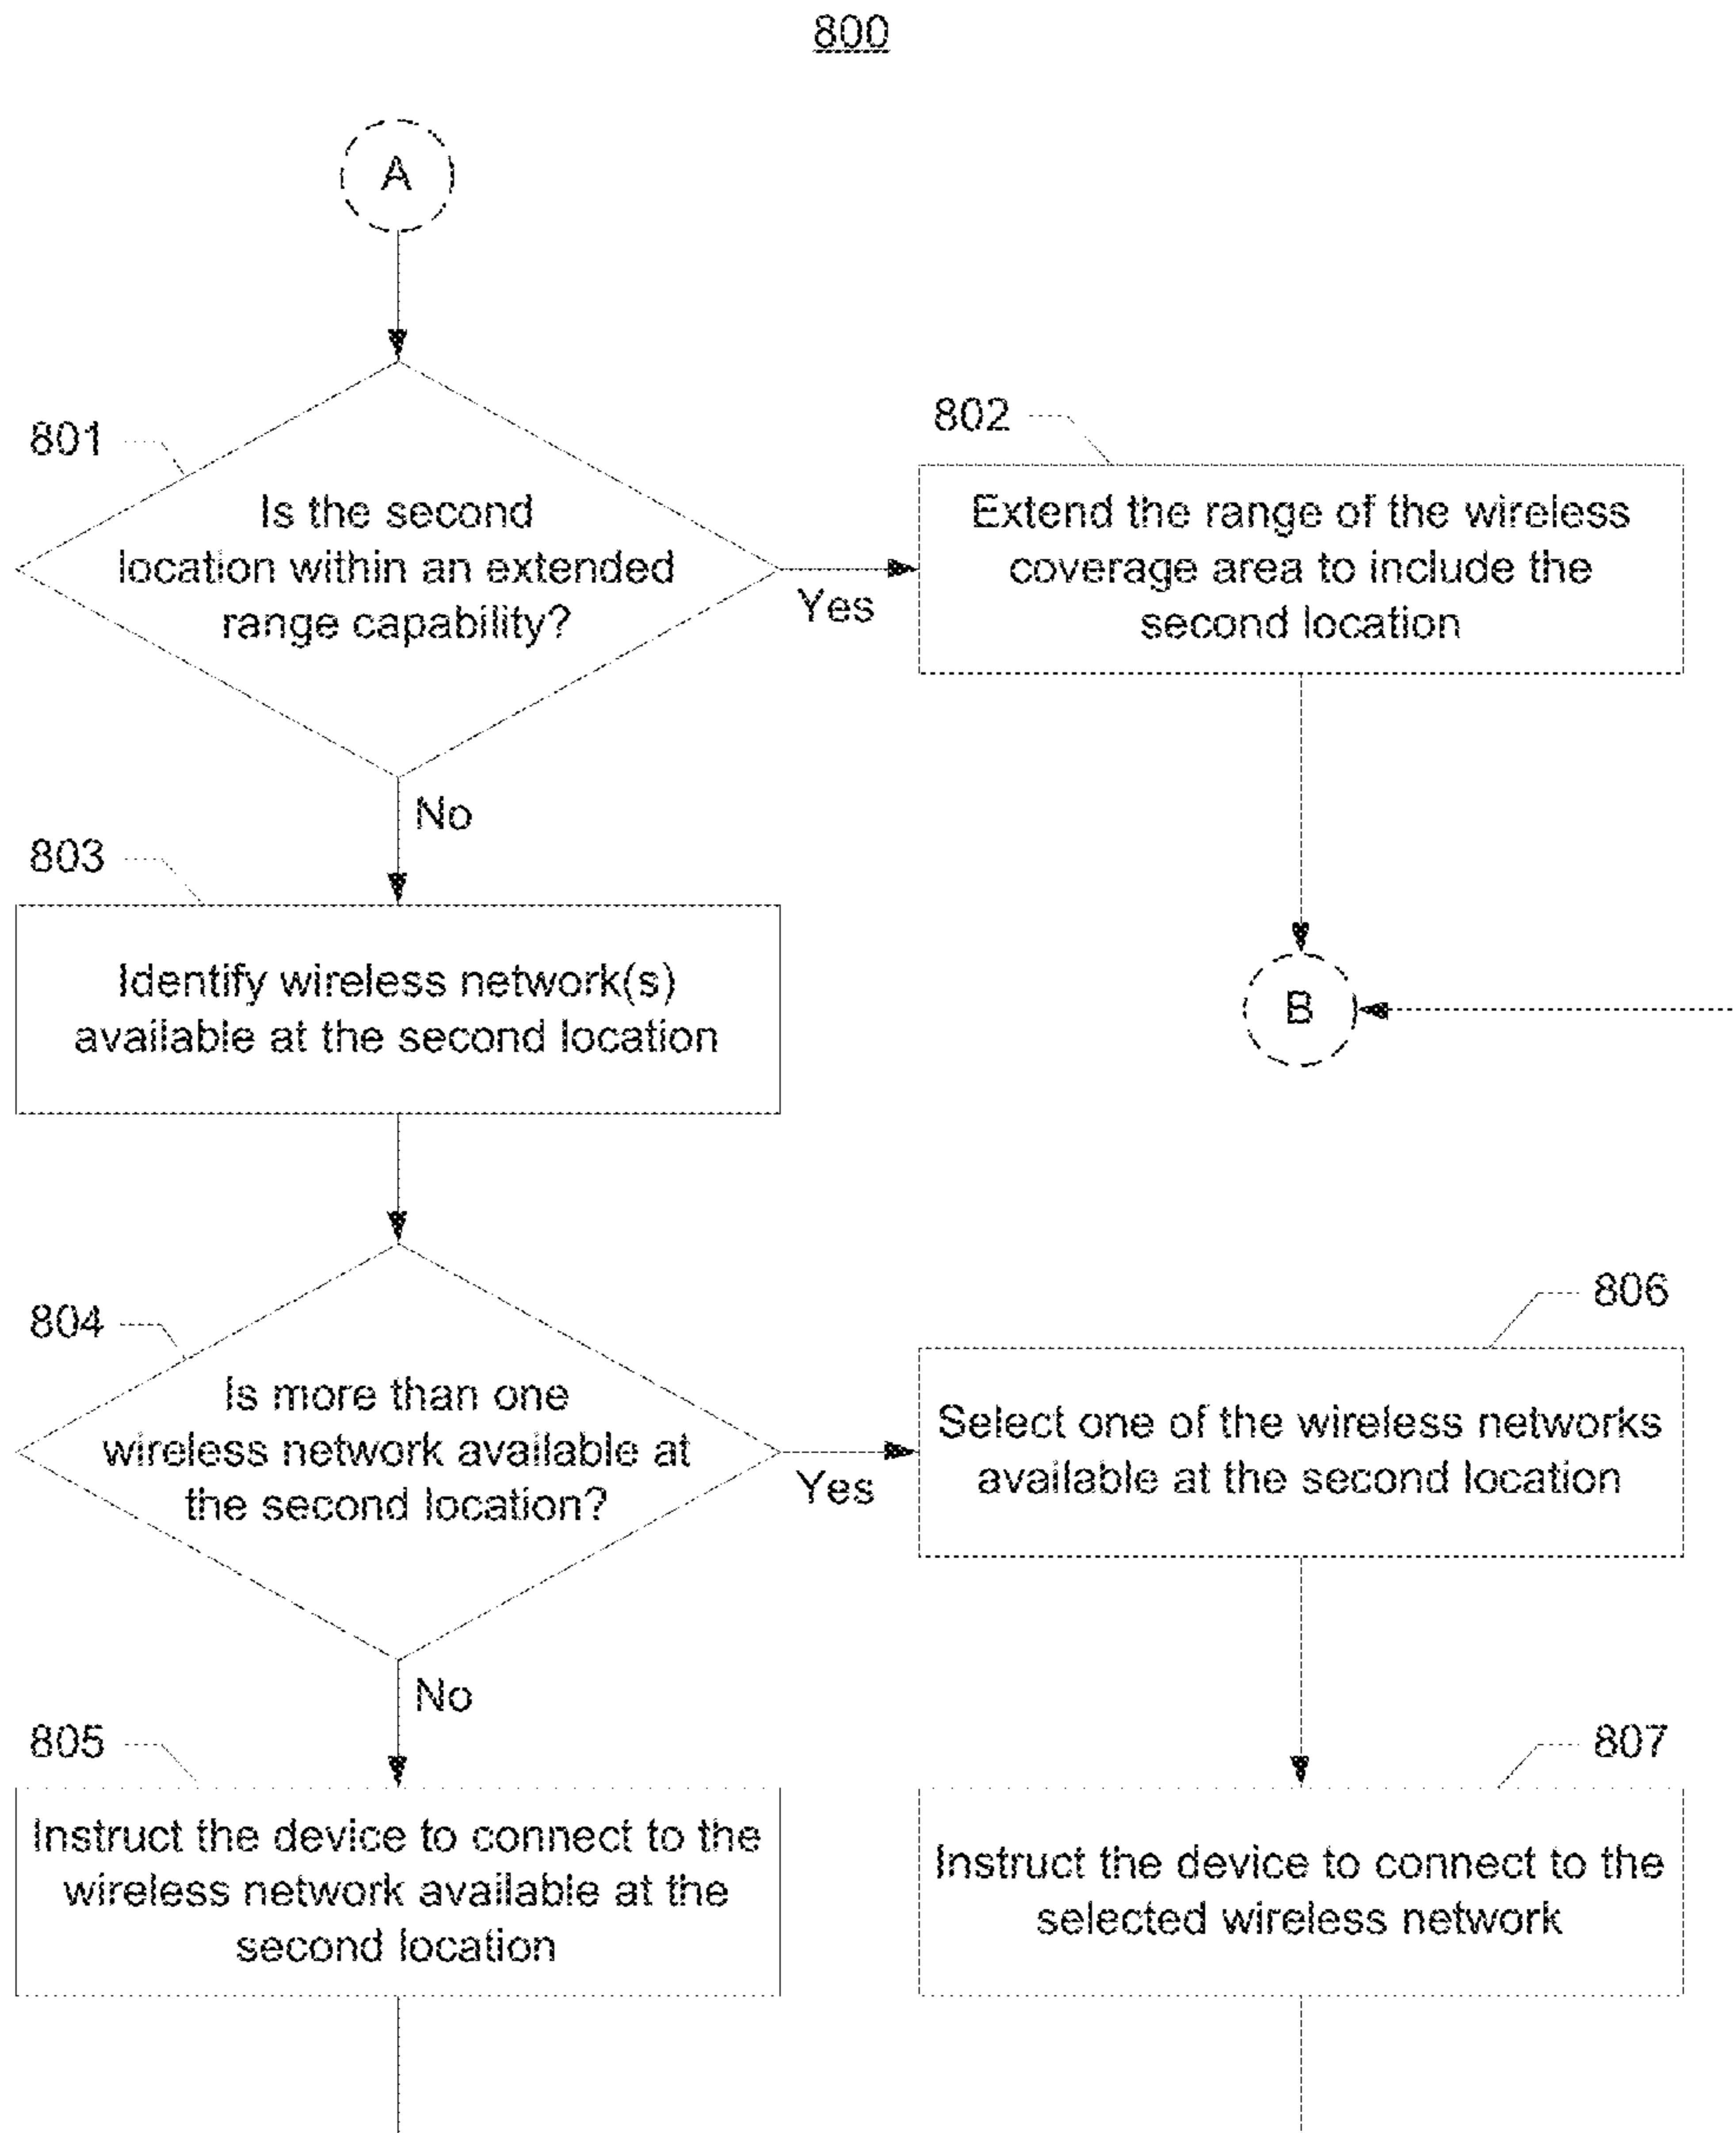 800
A
801
Is the second
location within an extended
range capability?
Yes
802
Extend the range of the wireless
coverage area to include the
second location
No
803
Identify wireless network(s)
available at the second location
B
804
Is more than one
wireless network available at
the second location?
Yes
806
Select one of the wireless networks
available at the second location
No
805
Instruct the device to connect to the
wireless network available at the
second location
807
Instruct the device to connect to the
selected wireless network